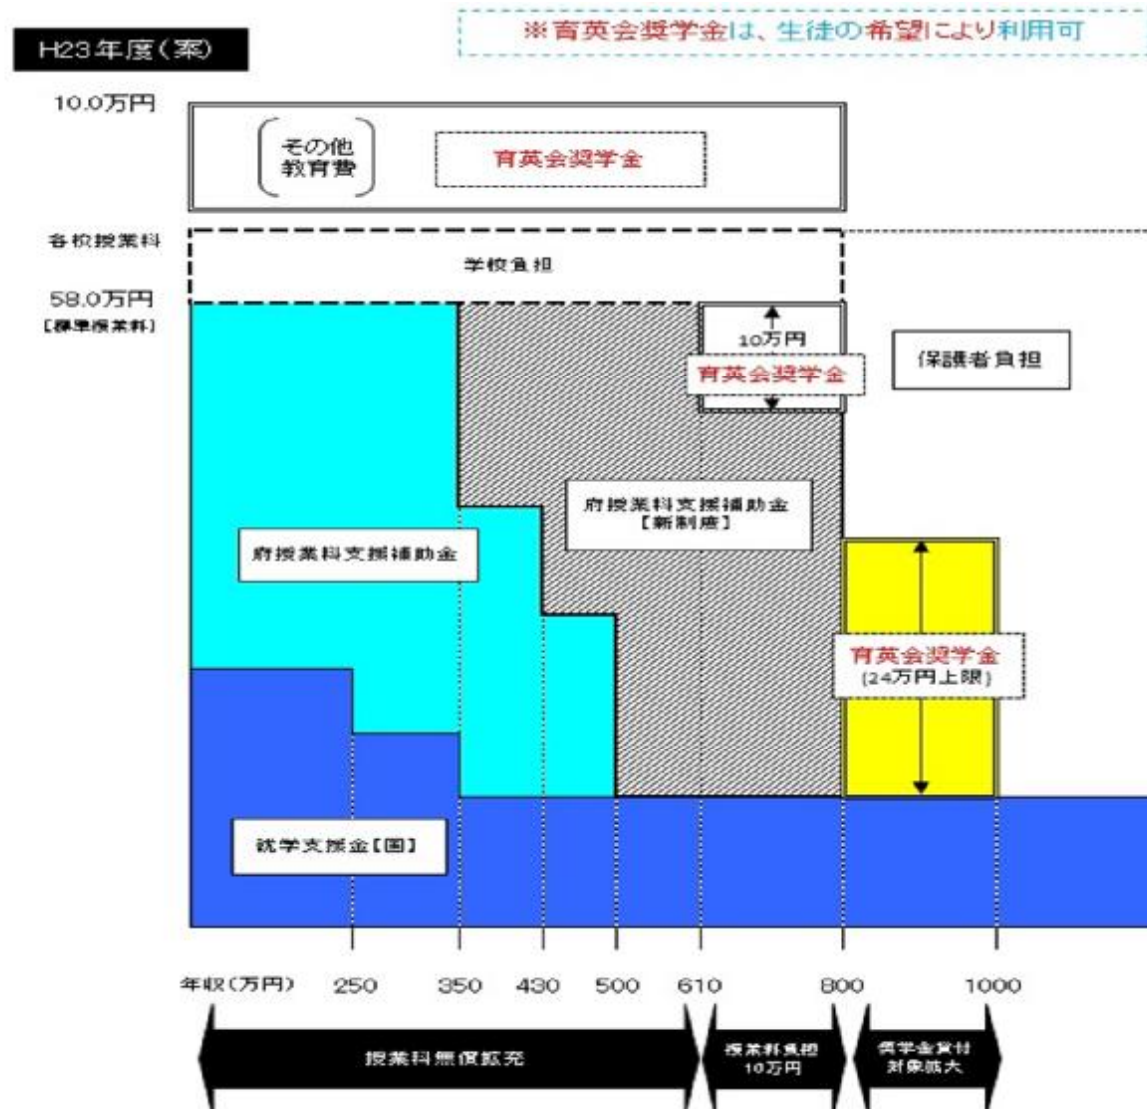 ※育英会奨学金は、生徒の希望により利用可
H23年度(案)
10.0万円
その他
教育費
育英会奨学金
各校授業料
学校負担
58.0万円
[標準授業料]
10万円
育英会奨学金
保護者負担
府授業料支援補助金
[新制度]
府授業料支援補助金
育英会奨学金
(24万円上限)
就学支援金【国】
年収(万円) 250 350 430 500 610 800 1000
授業料無償拡充
授業料負担
10万円
奨学金貸付
対象拡大